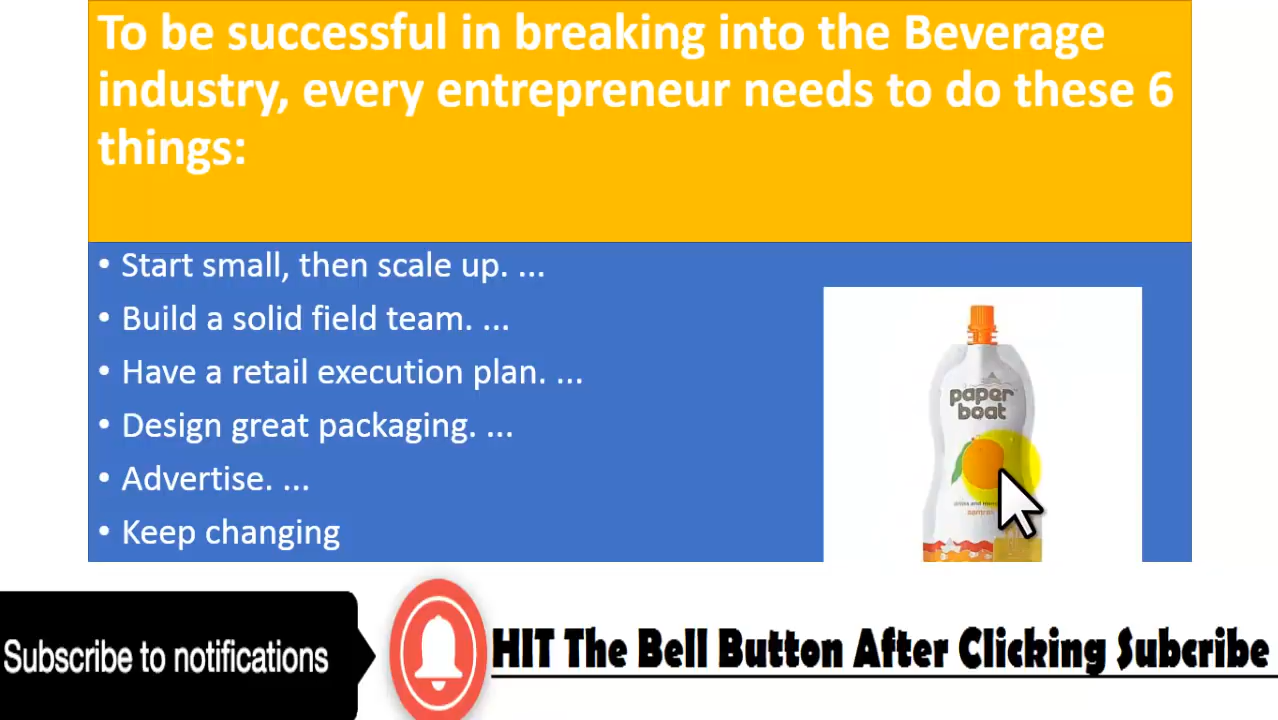 To be successful in breaking into the Beverage
industry, every entrepreneur needs to do these 6
things:
• Start small, then scale up. ...
• Build a solid field team. ...
• Have a retail execution plan. ...
• Design great packaging. ...
• Advertise. ...
• Keep changing
paper
boat
Subscribe to notifications
HIT The Bell Button After Clicking Subcribe